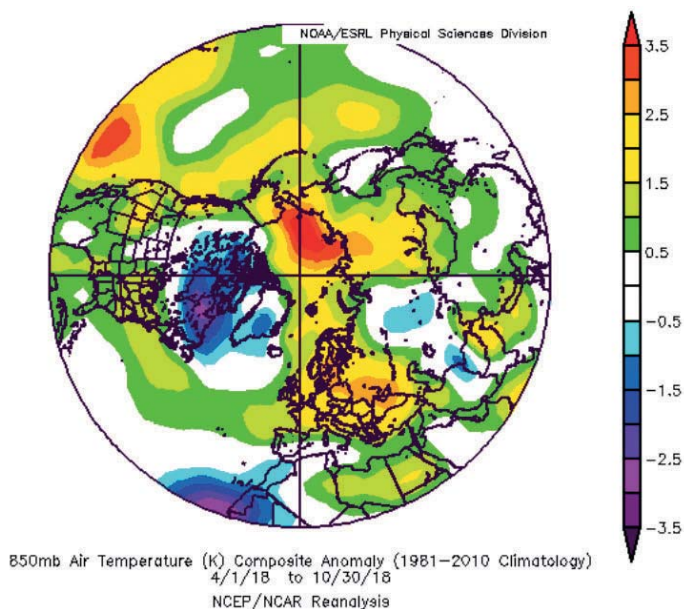 NOAA/ESRL Physical Sciences Division
3.5
2.5
1.5
0.5
-0.5
-1.5
-2.5
-3.5
850mb Air Temperature (K) Composite Anomaly (1981-2010 Climatology)
4/1/18 to 10/30/18
NCEP/NCAR Reanalysis